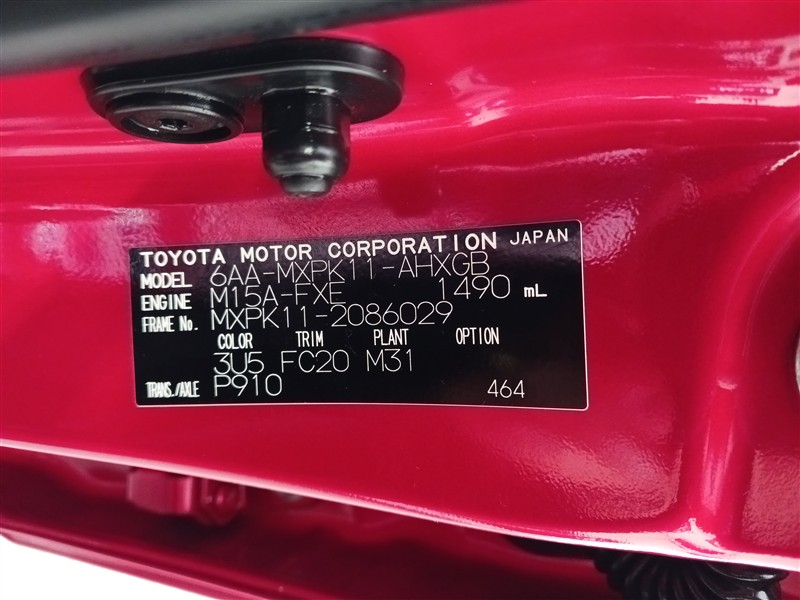 TOYOTA MOTOR CORPORATION JAPAN
MODEL 6AA-MXPK11-AHXGB
ENGINE M15A-FXE 1490 mL
FRAME No. MXPK11-2086029
COLOR TRIM PLANT OPTION
3U5 FC20 M31
TRANS./AXLE P910 464